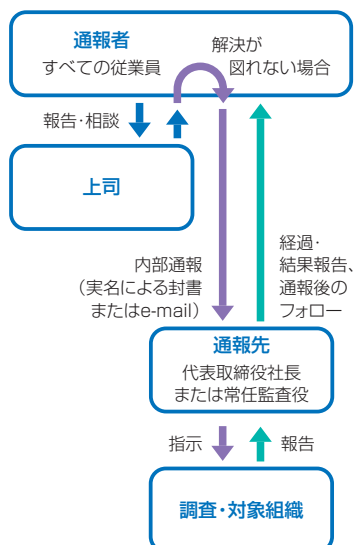 通報者
すべての従業員
解決が
図れない場合
報告・相談
上司
内部通報
（実名による封書
またはe-mail）
経過・
結果報告、
通報後の
フォロー
通報先
代表取締役社長
または常任監査役
指示
報告
調査・対象組織